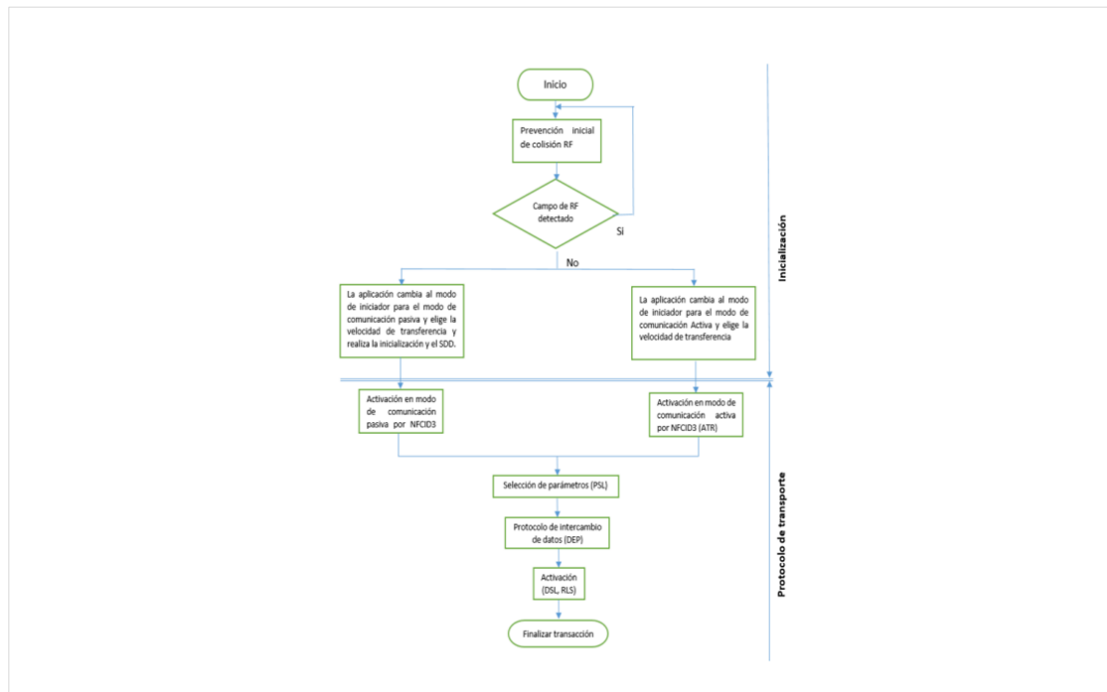 Inicio
Prevención inicial
de colisión RF
Campo de RF
detectado
Si
No
La aplicación cambia al modo
de iniciador para el modo de
comunicación pasiva y elige la
velocidad de transferencia y
realiza la inicialización y el SDD.
La aplicación cambia al modo
de iniciador para el modo de
comunicación Activa y elige la
velocidad de transferencia
Inicialización
Activación en modo
de comunicación
pasiva por NFCID3
Activación en modo de
comunicación activa
por NFCID3 (ATR)
Selección de parámetros (PSL)
Protocolo de intercambio
de datos (DEP)
Activación
(DSL, RLS)
Finalizar transacción
Protocolo de transporte